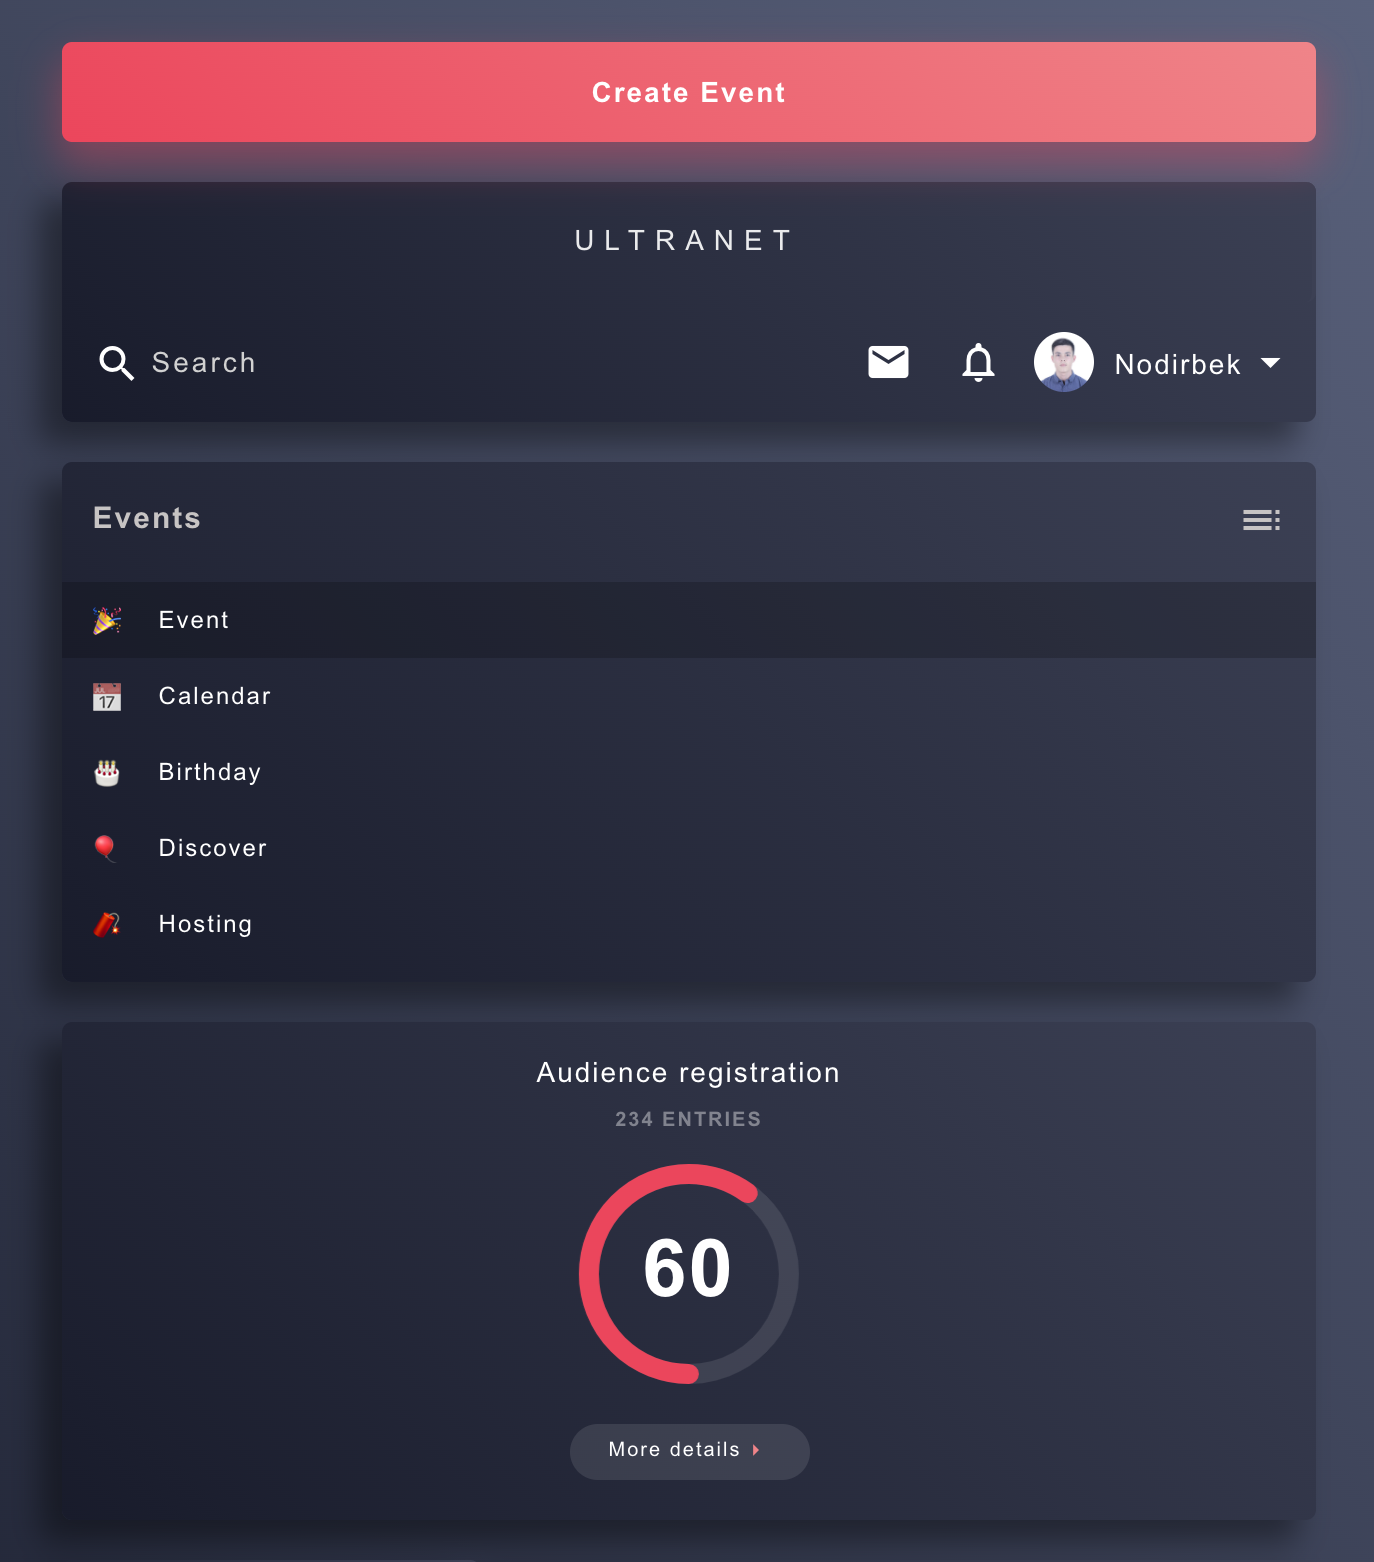 Create Event
ULTRANET
Search
Nodirbek
Events
Event
17
Calendar
Birthday
Discover
Hosting
Audience registration
234 ENTRIES
60
More details